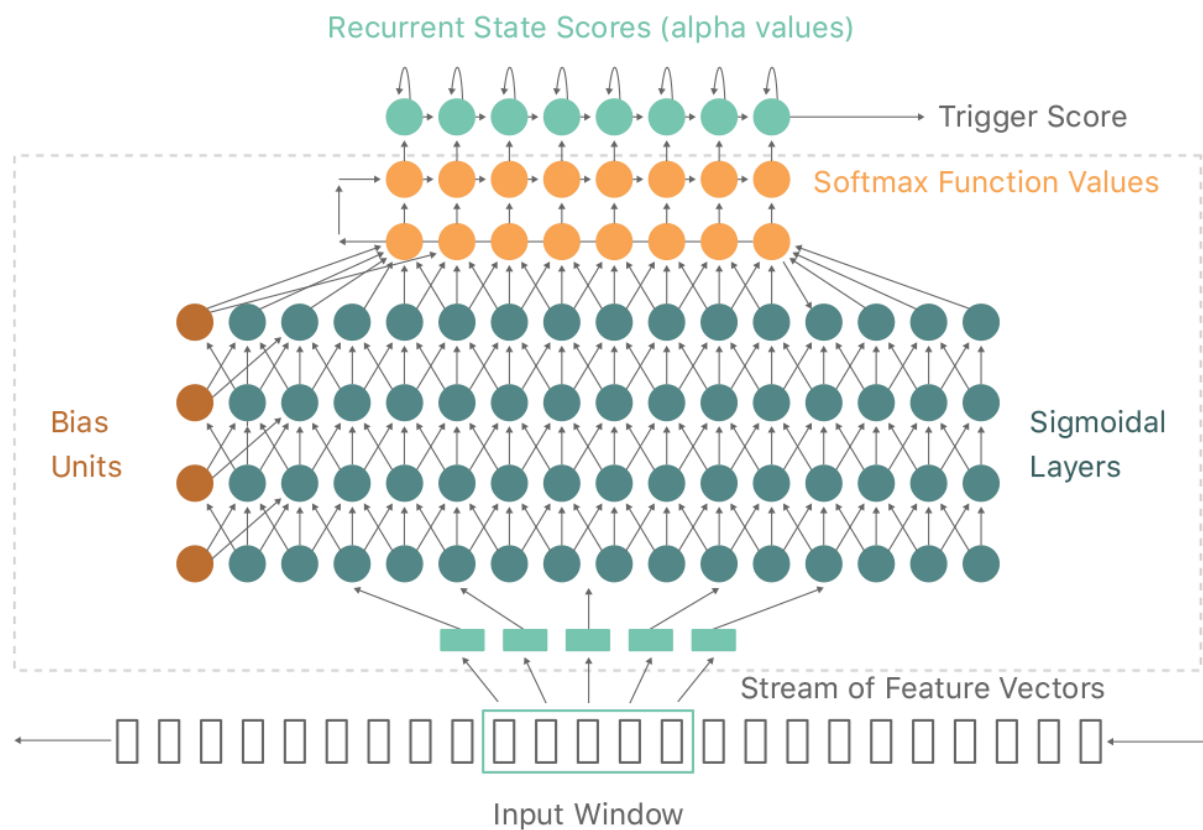 Recurrent State Scores (alpha values)
Trigger Score
Softmax Function Values
Bias
Units
Sigmoidal
Layers
Stream of Feature Vectors
Input Window